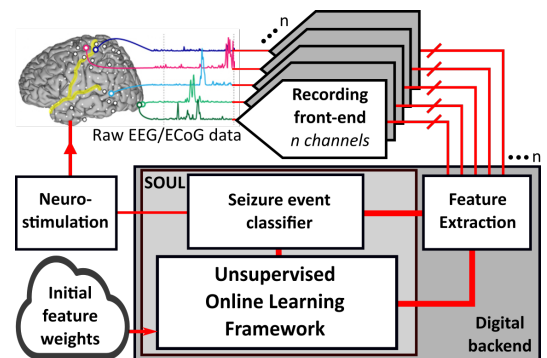 n
Raw EEG/ECoG data
Recording
front-end
n channels
n
Neuro-
stimulation
SOUL
Seizure event
classifier
Feature
Extraction
Initial
feature
weights
Unsupervised
Online Learning
Framework
Digital
backend